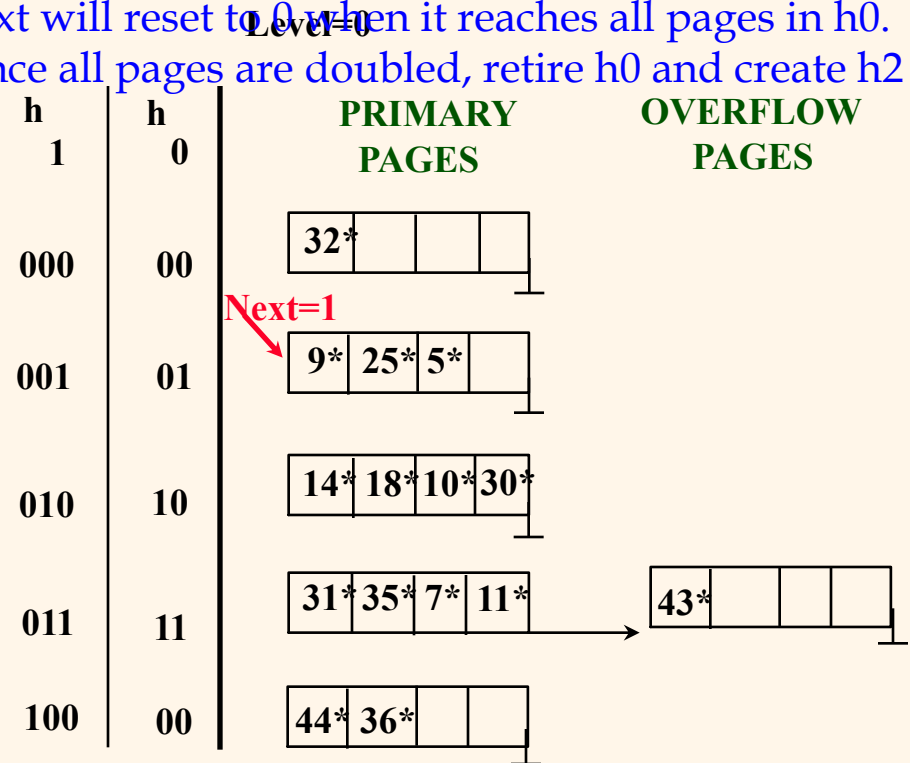 xt will reset to 0 when it reaches all pages in h0.
Level=0
nce all pages are doubled, retire h0 and create h2
h h PRIMARY OVERFLOW
1 0 PAGES PAGES
32*
000 00
Next=1
9* 25* 5*
001 01
14* 18* 10* 30*
010 10
31* 35* 7* 11* 43*
011 11
100 00 44* 36*